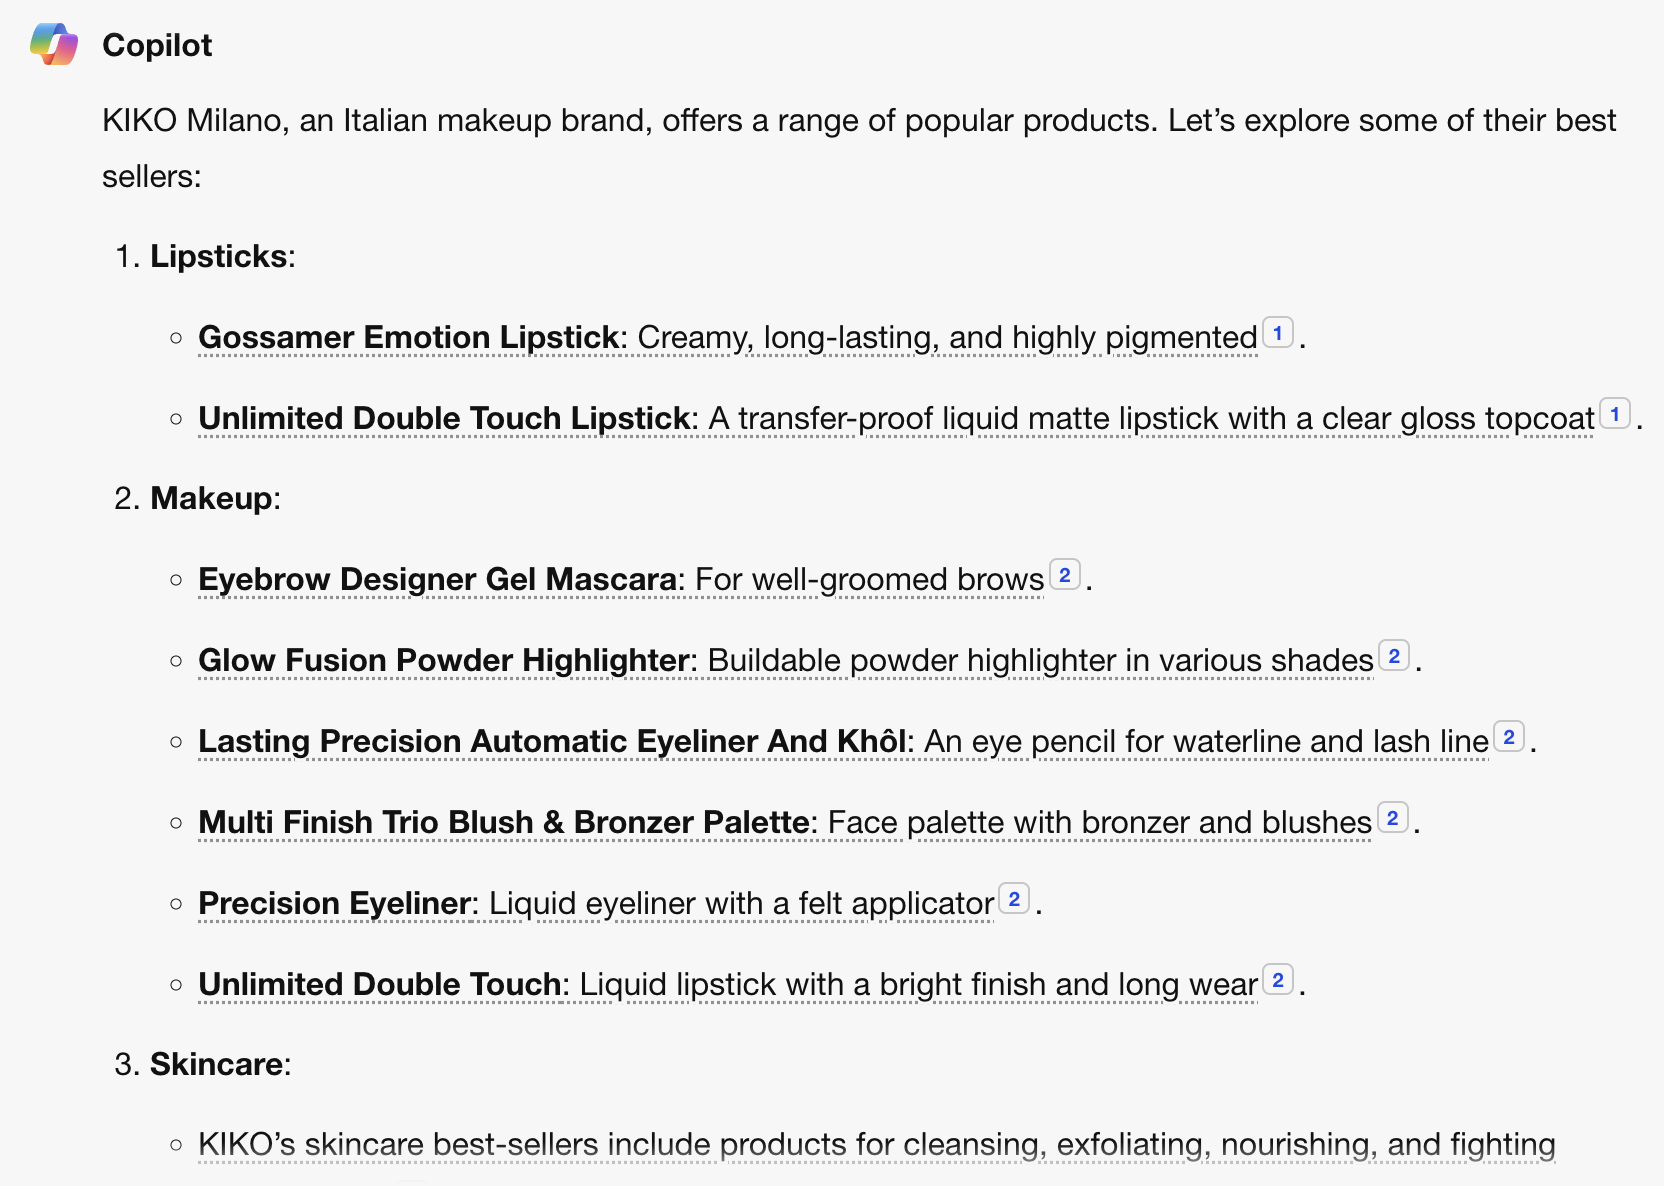 Copilot
KIKO Milano, an Italian makeup brand, offers a range of popular products. Let’s explore some of their best
sellers:
1. Lipsticks:
◦ Gossamer Emotion Lipstick: Creamy, long-lasting, and highly pigmented 1 .
◦ Unlimited Double Touch Lipstick: A transfer-proof liquid matte lipstick with a clear gloss topcoat 1 .
2. Makeup:
◦ Eyebrow Designer Gel Mascara: For well-groomed brows 2 .
◦ Glow Fusion Powder Highlighter: Buildable powder highlighter in various shades 2 .
◦ Lasting Precision Automatic Eyeliner And Khôl: An eye pencil for waterline and lash line 2 .
◦ Multi Finish Trio Blush & Bronzer Palette: Face palette with bronzer and blushes 2 .
◦ Precision Eyeliner: Liquid eyeliner with a felt applicator 2 .
◦ Unlimited Double Touch: Liquid lipstick with a bright finish and long wear 2 .
3. Skincare:
◦ KIKO’s skincare best-sellers include products for cleansing, exfoliating, nourishing, and fighting